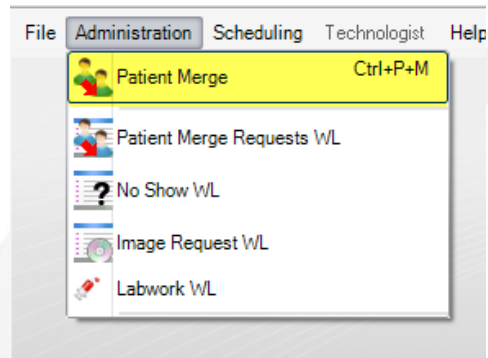 File Administration Scheduling Technologist Help
Patient Merge Ctrl+P+M
Patient Merge Requests WL
No Show WL
Image Request WL
Labwork WL